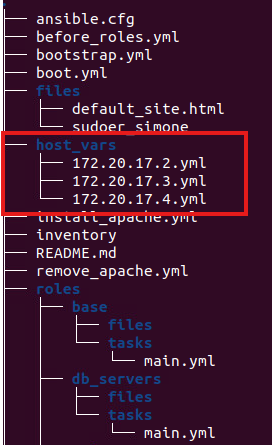 ansible.cfg
before_roles.yml
bootstrap.yml
boot.yml
files
default_site.html
sudoer_simone
host_vars
172.20.17.2.yml
172.20.17.3.yml
172.20.17.4.yml
install_apache.yml
inventory
README.md
remove_apache.yml
roles
base
files
tasks
main.yml
db_servers
files
tasks
main.yml